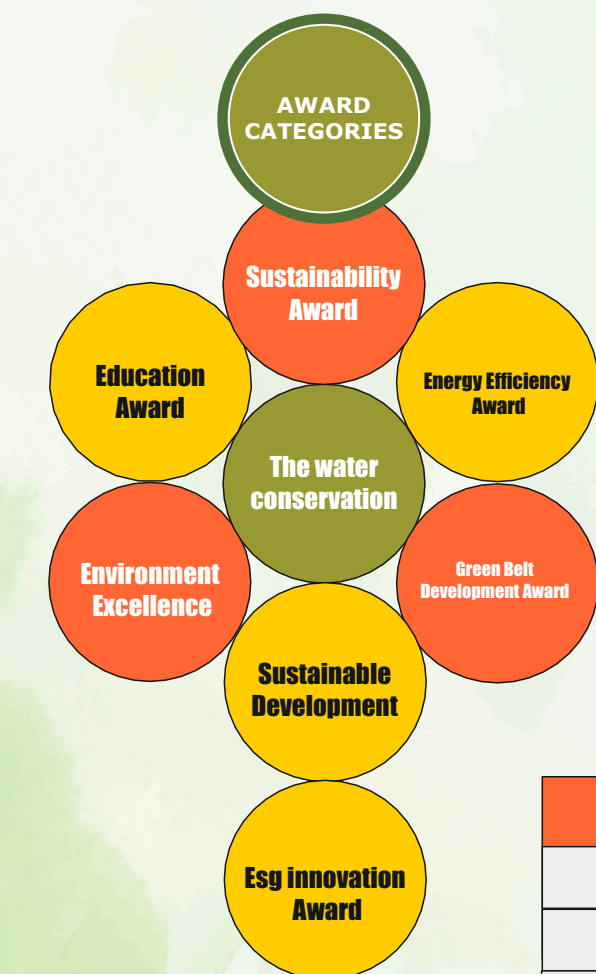 AWARD
CATEGORIES
Sustainability
Award
Education
Award
Energy Efficiency
Award
The water
conservation
Environment
Excellence
Green Belt
Development Award
Sustainable
Development
Esg innovation
Award